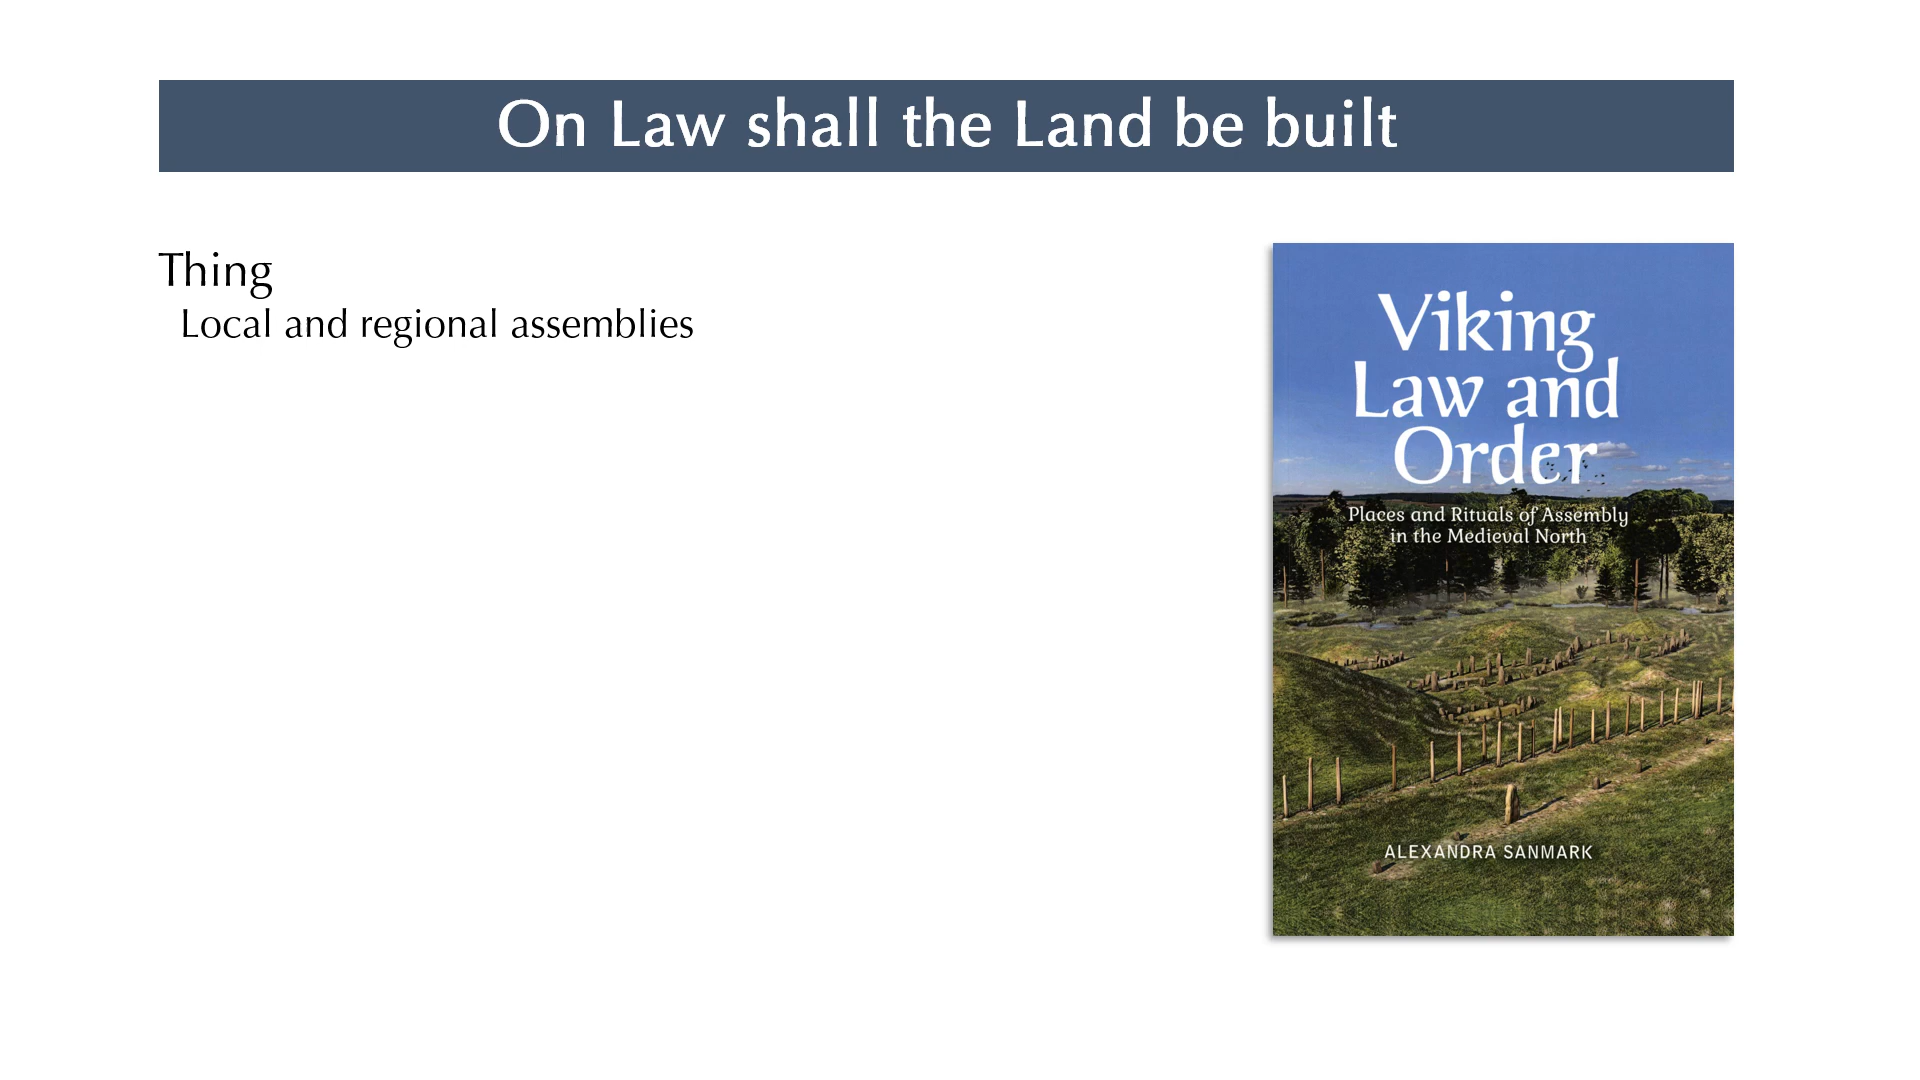 On Law shall the Land be built
Thing
Local and regional assemblies
Viking
Law and
Order
Places and Rituals of Assembly
in the Medieval North
ALEXANDRA SANMARK